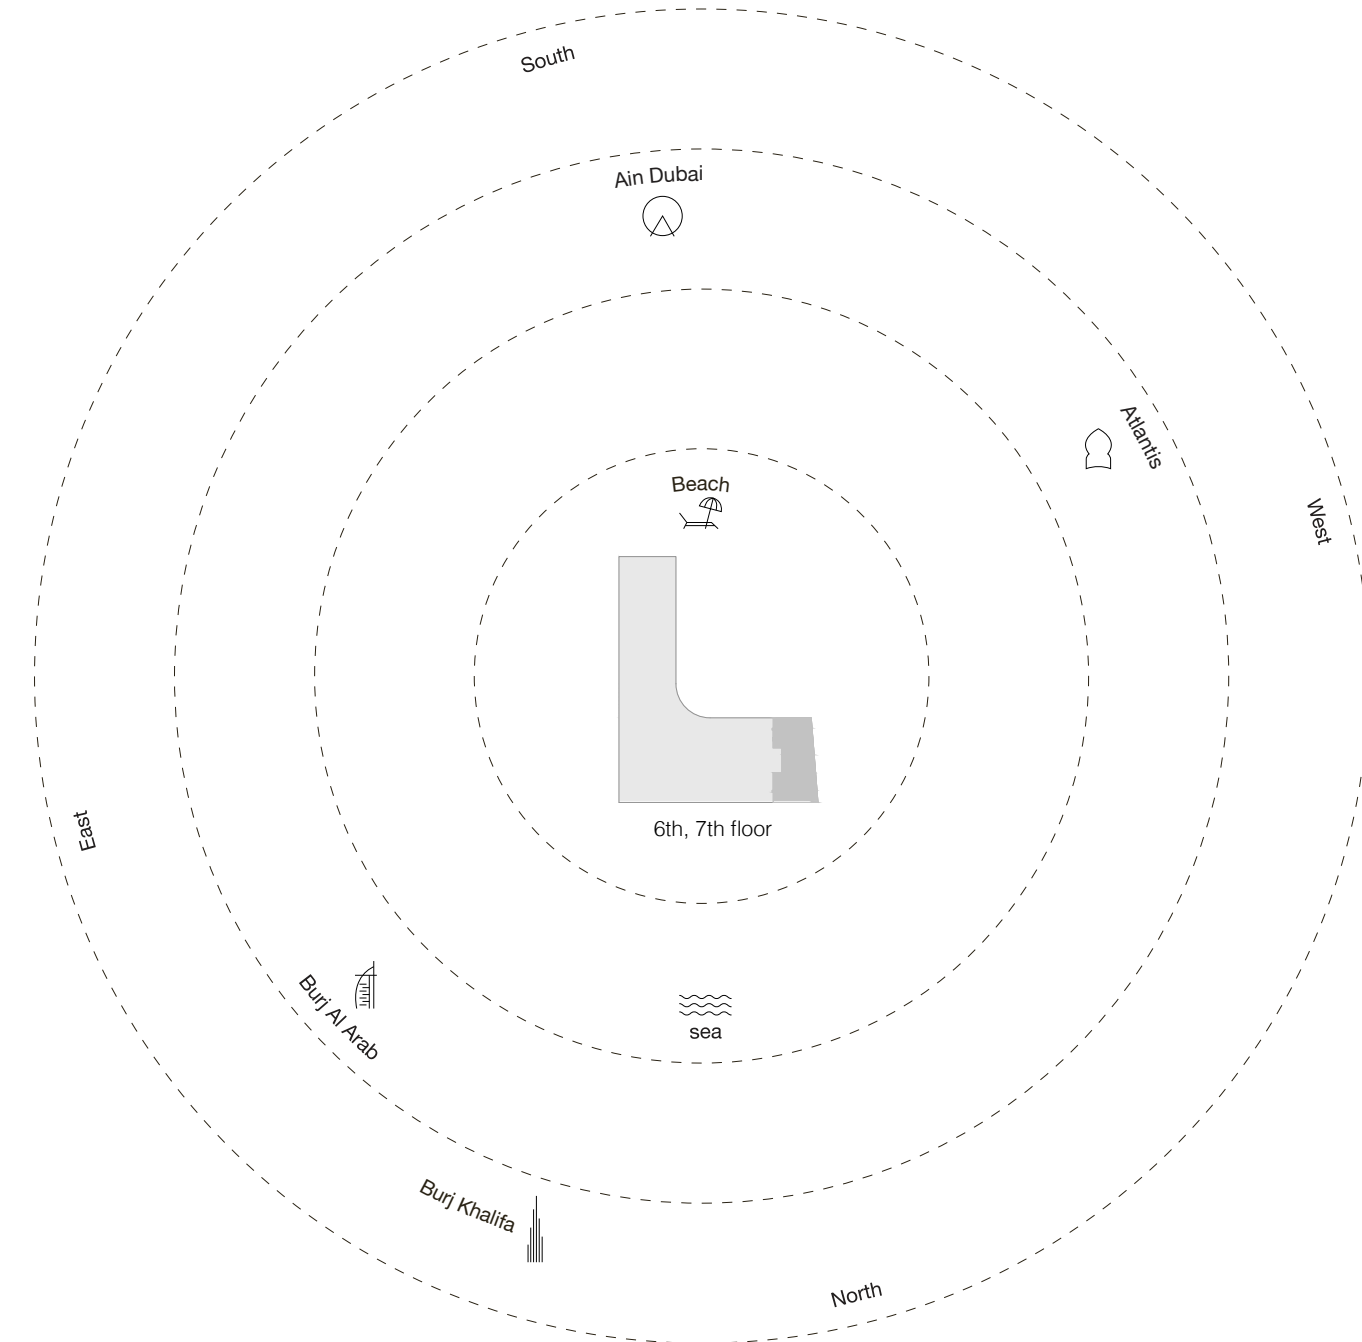 South
Ain Dubai
Atlantis
Beach
West
6th, 7th floor
East
Burj Al Arab
sea
Burj Khalifa
North